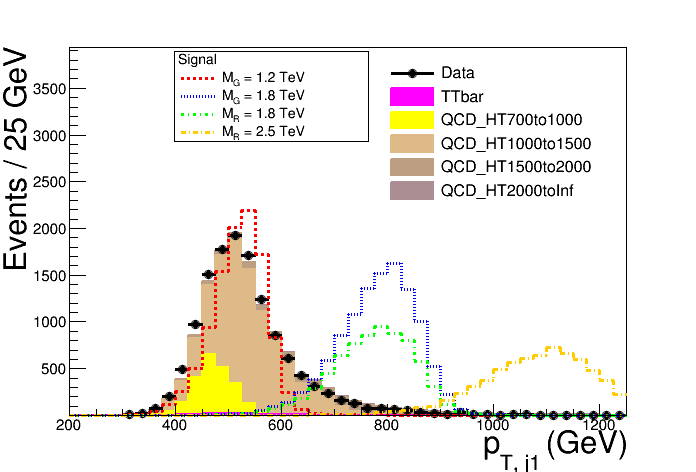 Events / 25 GeV
3500
3000
2500
2000
1500
1000
500
Signal
M_G = 1.2 TeV
M_G = 1.8 TeV
M_R = 1.8 TeV
M_R = 2.5 TeV
Data
TTbar
QCD_HT700to1000
QCD_HT1000to1500
QCD_HT1500to2000
QCD_HT2000toInf
200 400 600 800 1000 1200
p_T, j1 (GeV)